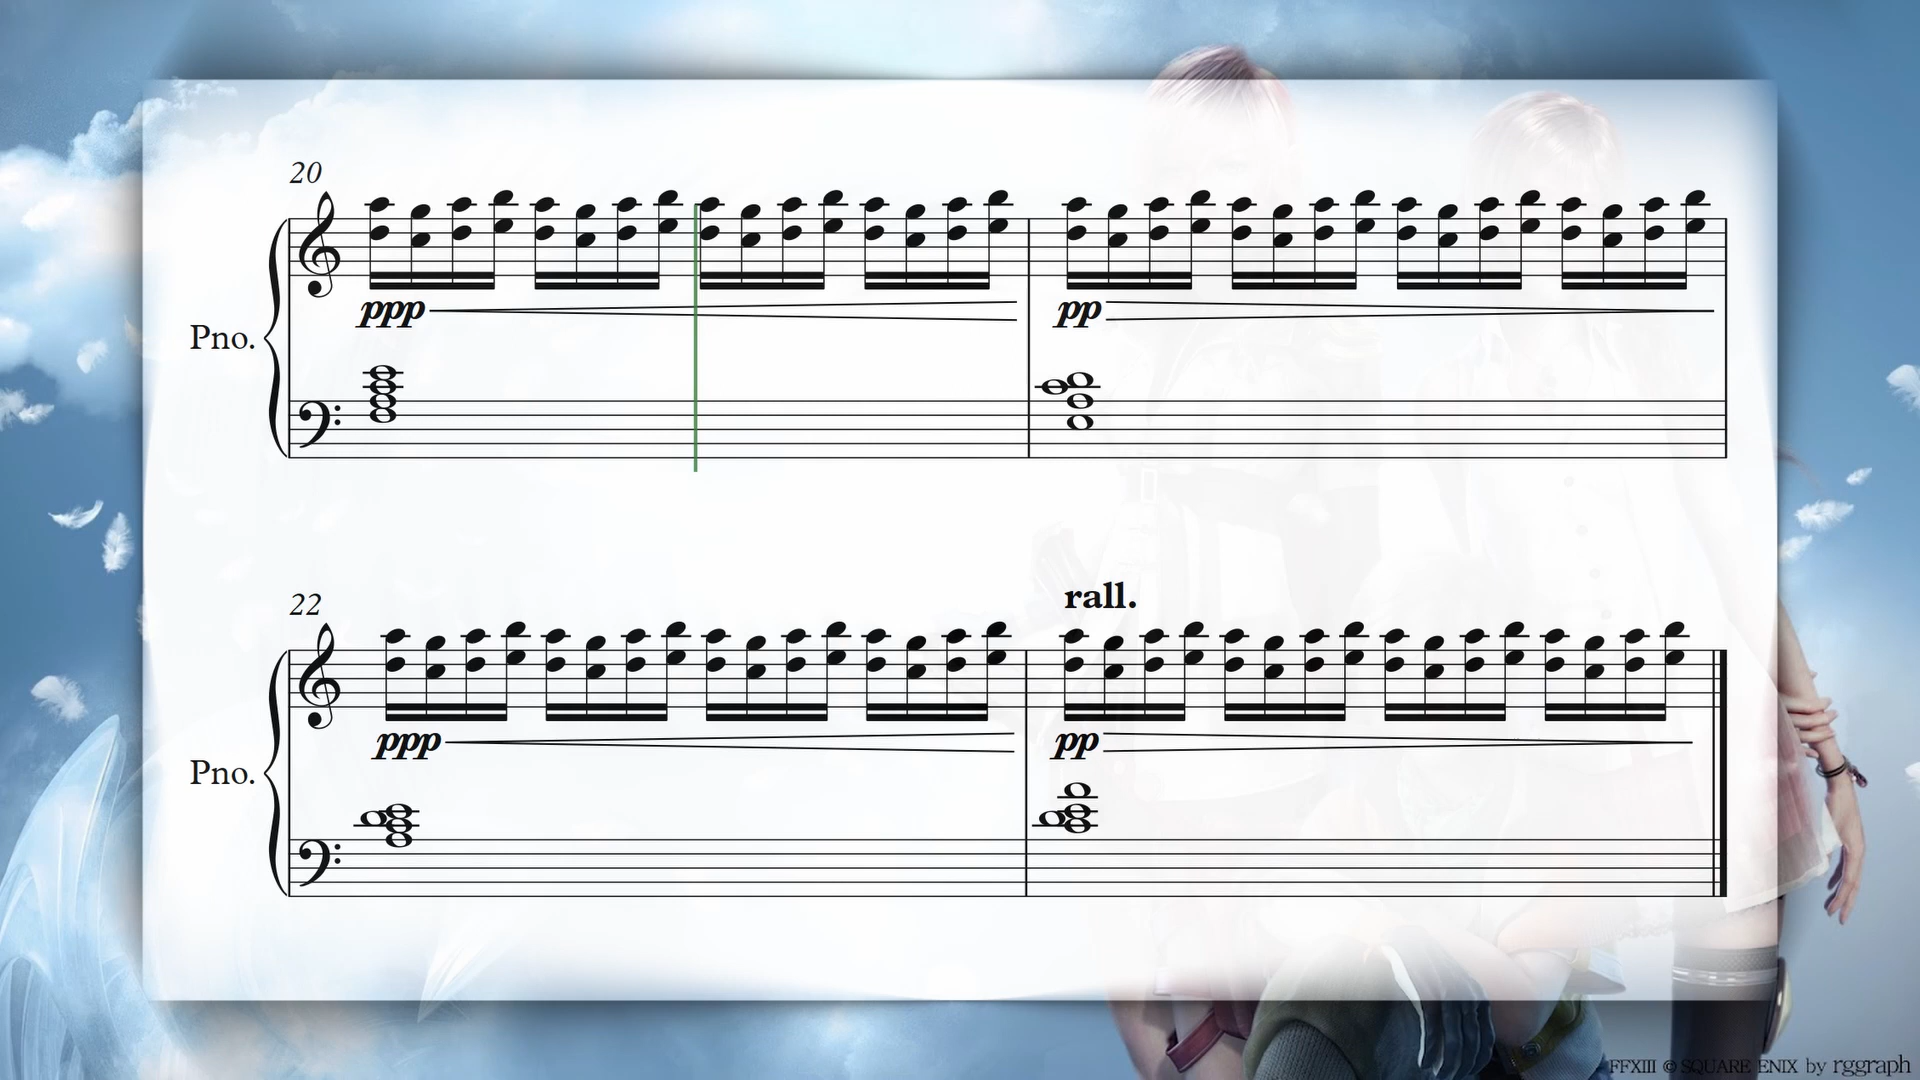 20
ppp pp
Pno.
rall.
22
ppp pp
Pno.
FFXIII © SQUARE ENIX by rggraph